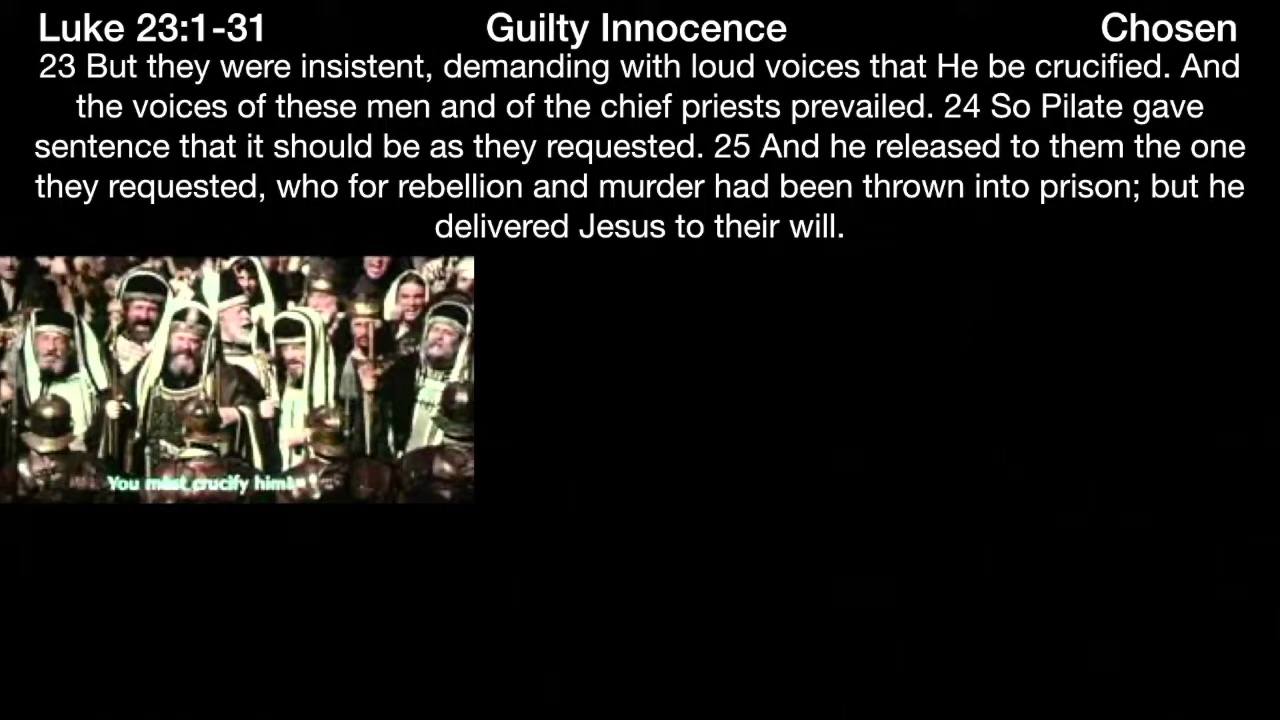 Luke 23:1-31 Guilty Innocence Chosen
23 But they were insistent, demanding with loud voices that He be crucified. And
the voices of these men and of the chief priests prevailed. 24 So Pilate gave
sentence that it should be as they requested. 25 And he released to them the one
they requested, who for rebellion and murder had been thrown into prison; but he
delivered Jesus to their will.
You must crucify him!